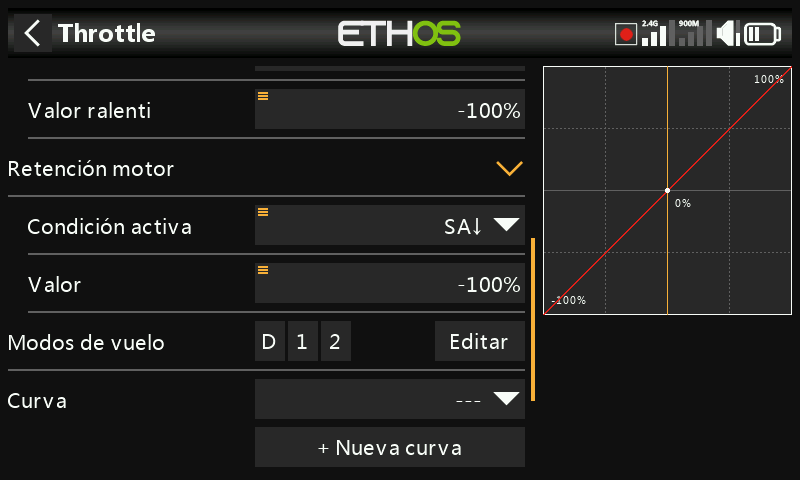 Throttle
ETHOS
2.4G
900M
Valor ralenti
-100%
Retención motor
Condición activa
SA↓
Valor
-100%
Modos de vuelo
D 1 2
Editar
Curva
---
+ Nueva curva
100%
0%
-100%